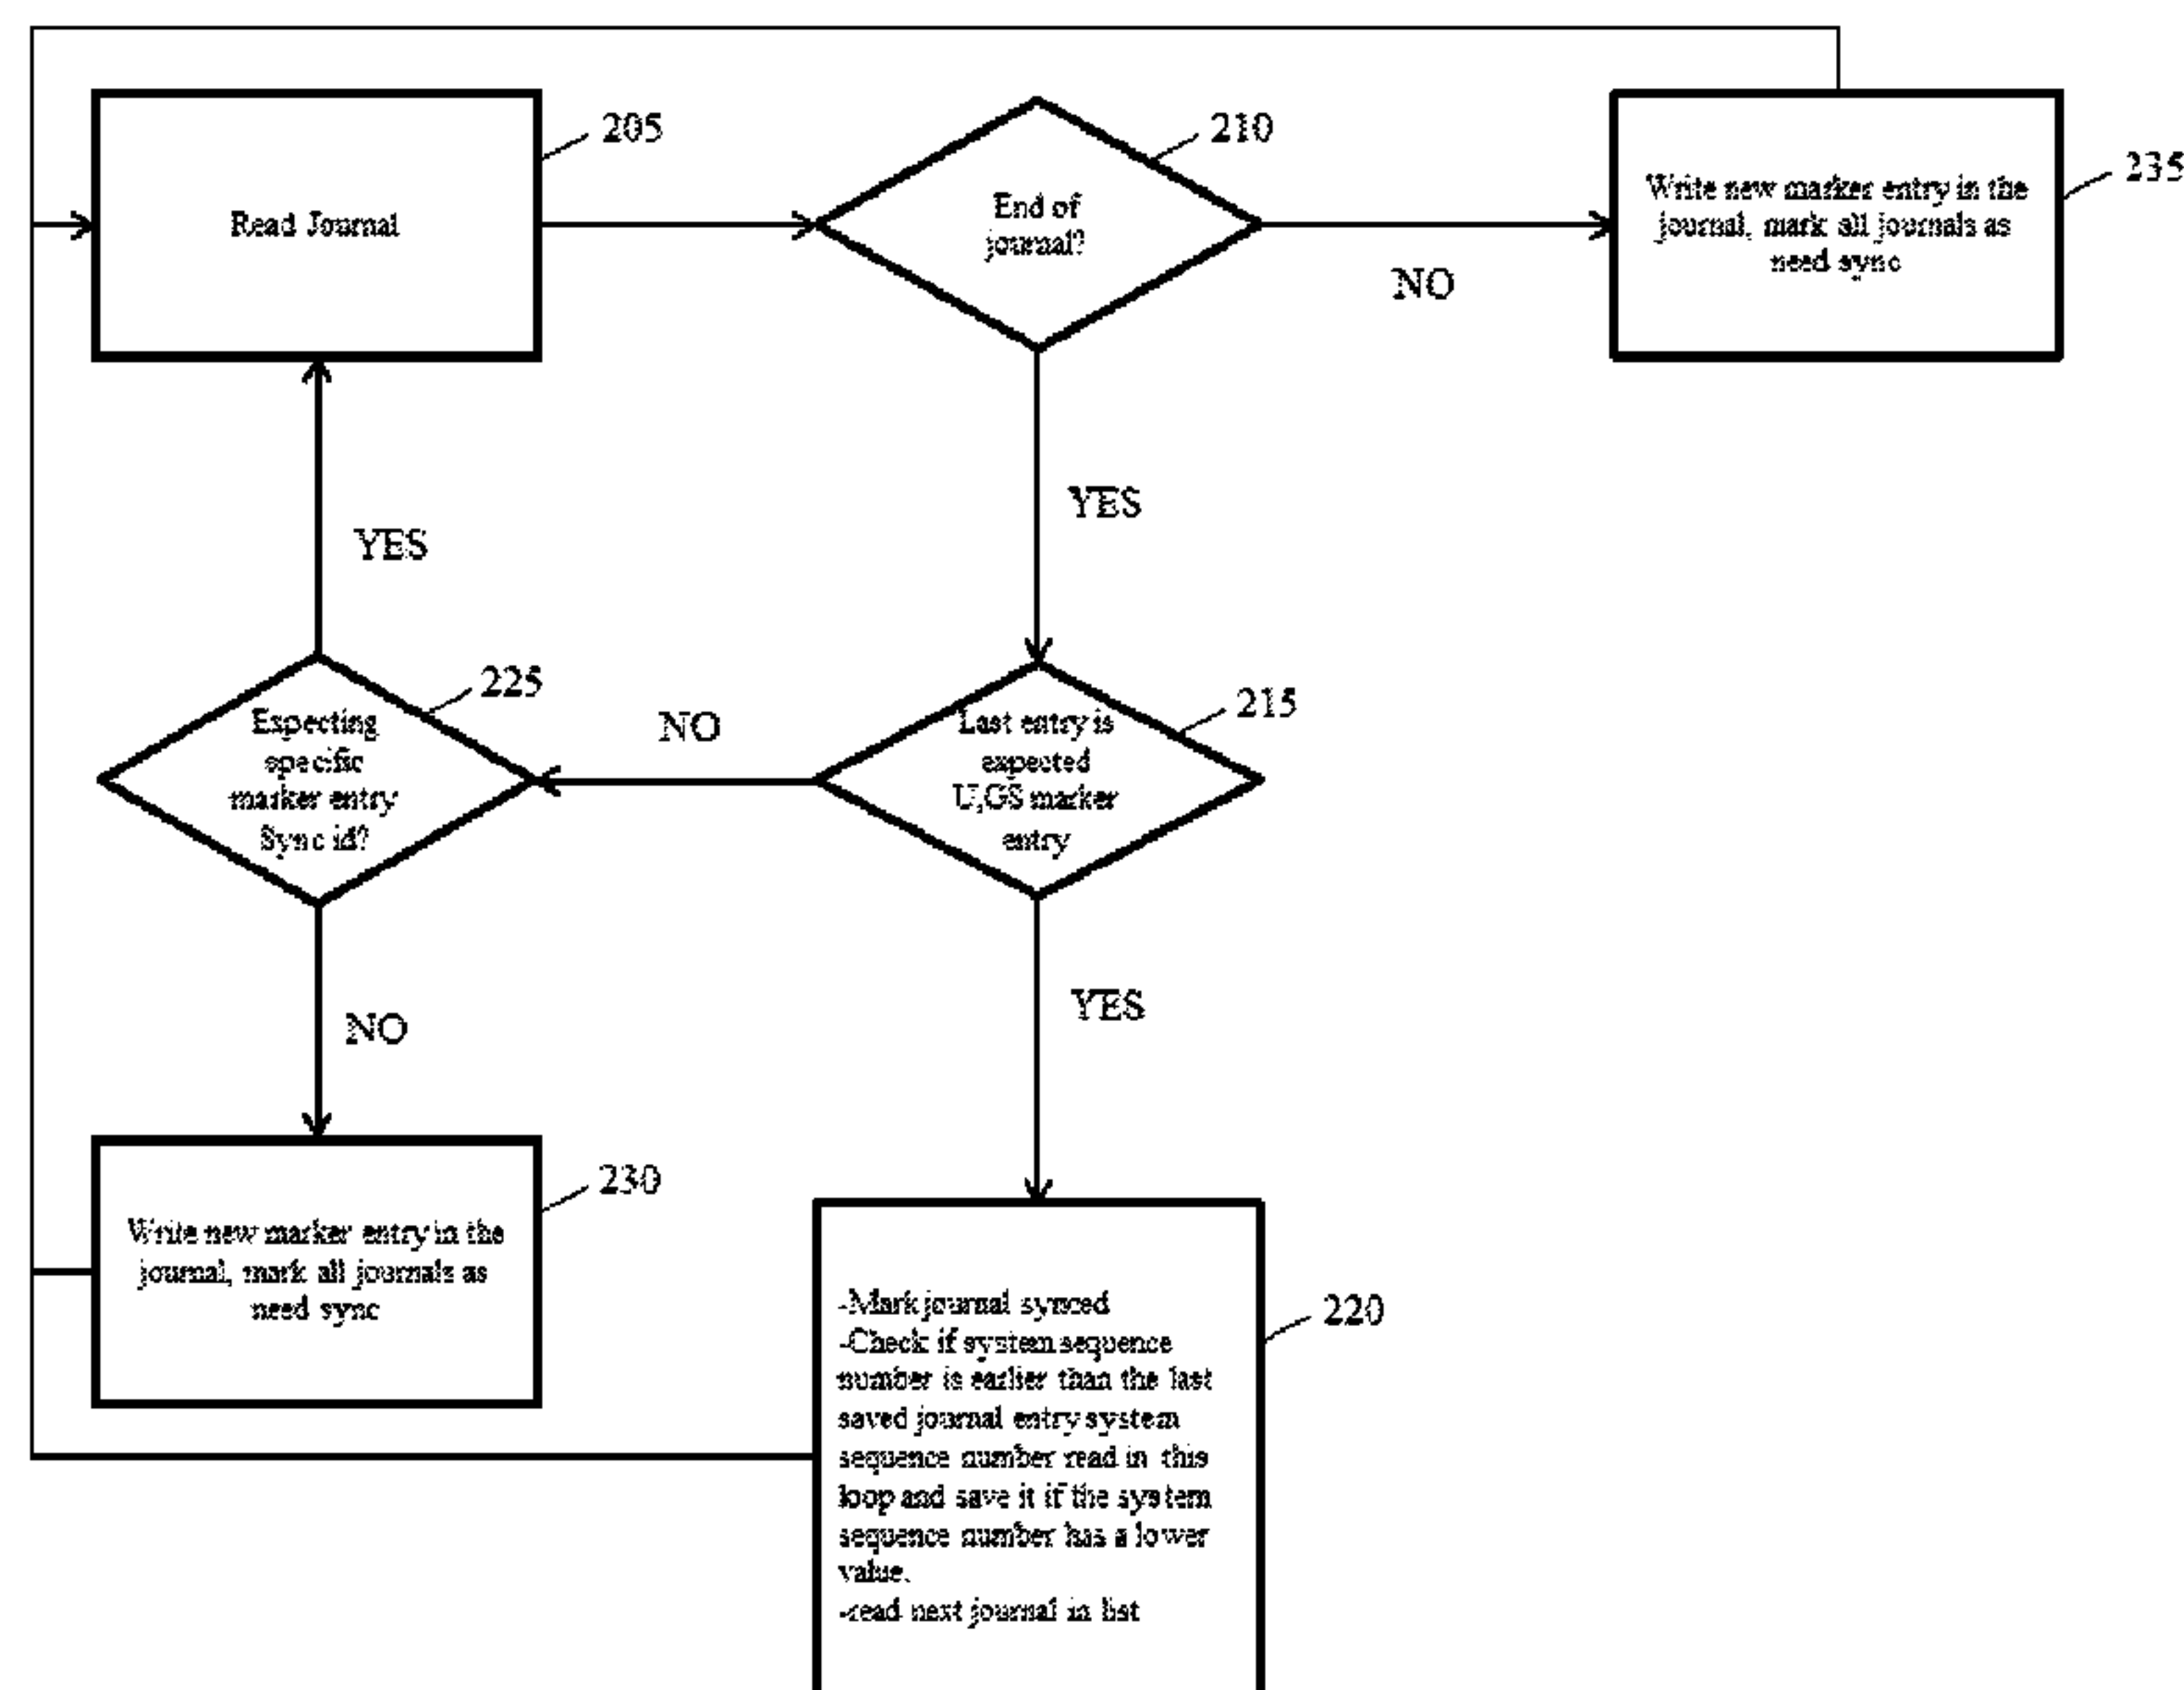 205
Read Journal
210
End of
journal?
235
Write new marker entry in the
journal, mark all journals as
need sync
NO
YES
YES
225
Expecting
specific
marker entry
Sync id?
NO
215
Last entry is
expected
U,GS marker
entry
NO
YES
230
Write new marker entry in the
journal, mark all journals as
need sync
220
-Mark journal synced
-Check if system sequence
number is earlier than the last
saved journal entry system
sequence number read in this
loop and save it if the system
sequence number has a lower
value.
-read next journal in list